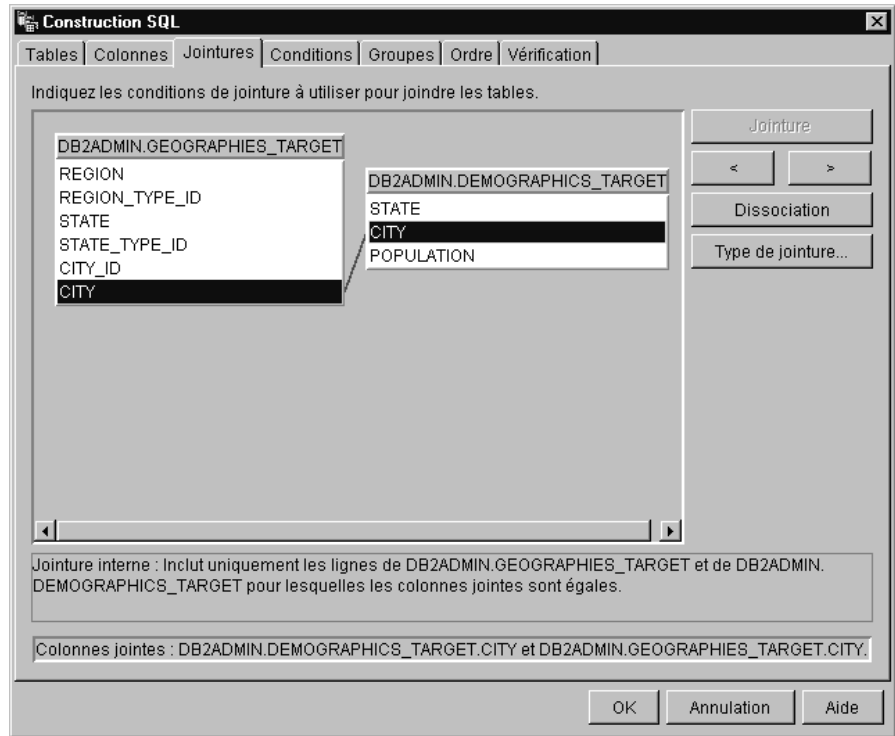 Construction SQL
Tables Colonnes Jointures Conditions Groupes Ordre Vérification
Indiquez les conditions de jointure à utiliser pour joindre les tables.
DB2ADMIN.GEOGRAPHIES_TARGET
REGION
REGION_TYPE_ID
STATE
STATE_TYPE_ID
CITY_ID
CITY
DB2ADMIN.DEMOGRAPHICS_TARGET
STATE
CITY
POPULATION
Jointure
< >
Dissociation
Type de jointure...
Jointure interne : Inclut uniquement les lignes de DB2ADMIN.GEOGRAPHIES_TARGET et de DB2ADMIN.
DEMOGRAPHICS_TARGET pour lesquelles les colonnes jointes sont égales.
Colonnes jointes : DB2ADMIN.DEMOGRAPHICS_TARGET.CITY et DB2ADMIN.GEOGRAPHIES_TARGET.CITY.
OK Annulation Aide